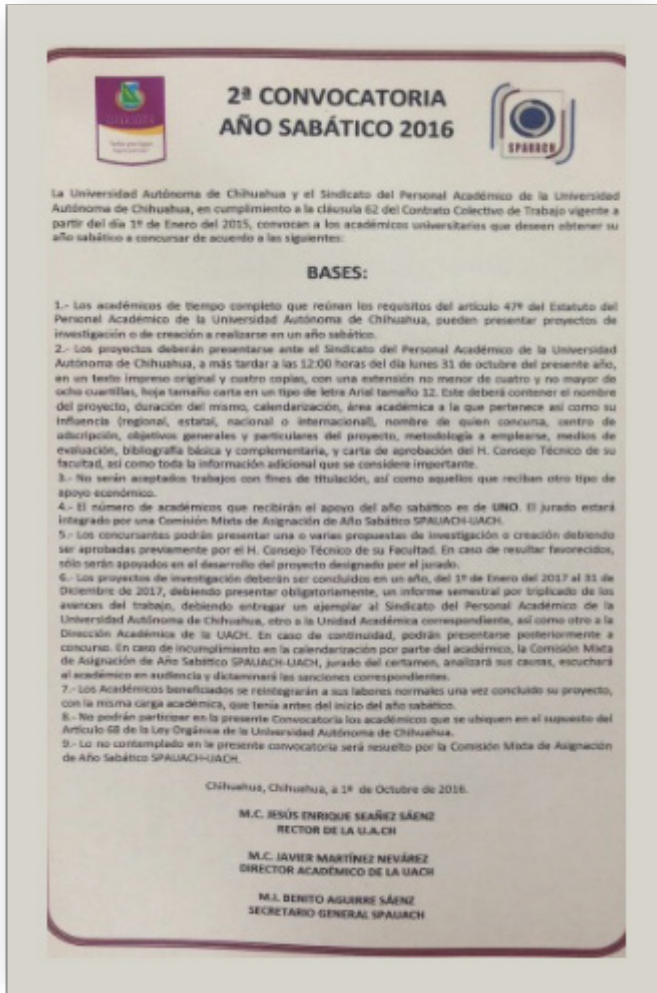 2ª CONVOCATORIA
AÑO SABÁTICO 2016
SPAUACH
La Universidad Autónoma de Chihuahua y el Sindicato del Personal Académico de la Universidad
Autónoma de Chihuahua, en cumplimiento a la cláusula 62 del Contrato Colectivo de Trabajo vigente a
partir del día 1º de Enero del 2015, convocan a los académicos universitarios que deseen obtener su
año sabático a concursar de acuerdo a las siguientes:
BASES:
1.- Los académicos de tiempo completo que reúnan los requisitos del artículo 47º del Estatuto del
Personal Académico de la Universidad Autónoma de Chihuahua, pueden presentar proyectos de
investigación o de creación a realizarse en un año sabático.
2.- Los proyectos deberán presentarse ante el Sindicato del Personal Académico de la Universidad
Autónoma de Chihuahua, a más tardar a las 12:00 horas del día lunes 31 de octubre del presente año,
en un texto impreso original y cuatro copias, con una extensión no menor de cuatro y no mayor de
ocho cuartillas, hoja tamaño carta en un tipo de letra Arial tamaño 12. Este deberá contener el nombre
del proyecto, duración del mismo, calendarización, área académica a la que pertenece así como su
influencia (regional, estatal, nacional o internacional), nombre de quien concursa, centro de
adscripción, objetivos generales y particulares del proyecto, metodología a emplearse, medios de
evaluación, bibliografía básica y complementaria, y carta de aprobación del H. Consejo Técnico de su
facultad, así como toda la información adicional que se considere importante.
3.- No serán aceptados trabajos con fines de titulación, así como aquellos que reciban otro tipo de
apoyo económico.
4.- El número de académicos que recibirán el apoyo del año sabático es de UNO. El jurado estará
integrado por una Comisión Mixta de Asignación de Año Sabático SPAUACH-UACH.
5.- Los concursantes podrán presentar una o varias propuestas de investigación o creación debiendo
ser aprobadas previamente por el H. Consejo Técnico de su Facultad. En caso de resultar favorecidos,
sólo serán apoyados en el desarrollo del proyecto designado por el jurado.
6.- Los proyectos de investigación deberán ser concluidos en un año, del 1º de Enero del 2017 al 31 de
Diciembre de 2017, debiendo presentar obligatoriamente, un informe semestral por triplicado de los
avances del trabajo, debiendo entregar un ejemplar al Sindicato del Personal Académico de la
Universidad Autónoma de Chihuahua, otro a la Unidad Académica correspondiente, así como otro a la
Dirección Académica de la UACH. En caso de continuidad, podrán presentarse posteriormente a
concurso. En caso de incumplimiento en la calendarización por parte del académico, la Comisión Mixta
de Asignación de Año Sabático SPAUACH-UACH, jurado del certamen, analizará sus causas, escuchará
al académico en audiencia y dictaminará las sanciones correspondientes.
7.- Los Académicos beneficiados se reintegrarán a sus labores normales una vez concluido su proyecto,
con la misma carga académica, que tenía antes del inicio del año sabático.
8.- No podrán participar en la presente Convocatoria los académicos que se ubiquen en el supuesto del
Artículo 68 de la Ley Orgánica de la Universidad Autónoma de Chihuahua.
9.- Lo no contemplado en la presente convocatoria será resuelto por la Comisión Mixta de Asignación
de Año Sabático SPAUACH-UACH.
Chihuahua, Chihuahua, a 1º de Octubre de 2016.
M.C. JESÚS ENRIQUE SEAÑEZ SÁENZ
RECTOR DE LA U.A.CH
M.C. JAVIER MARTÍNEZ NEVÁREZ
DIRECTOR ACADÉMICO DE LA UACH
M.I. BENITO AGUIRRE SÁENZ
SECRETARIO GENERAL SPAUACH